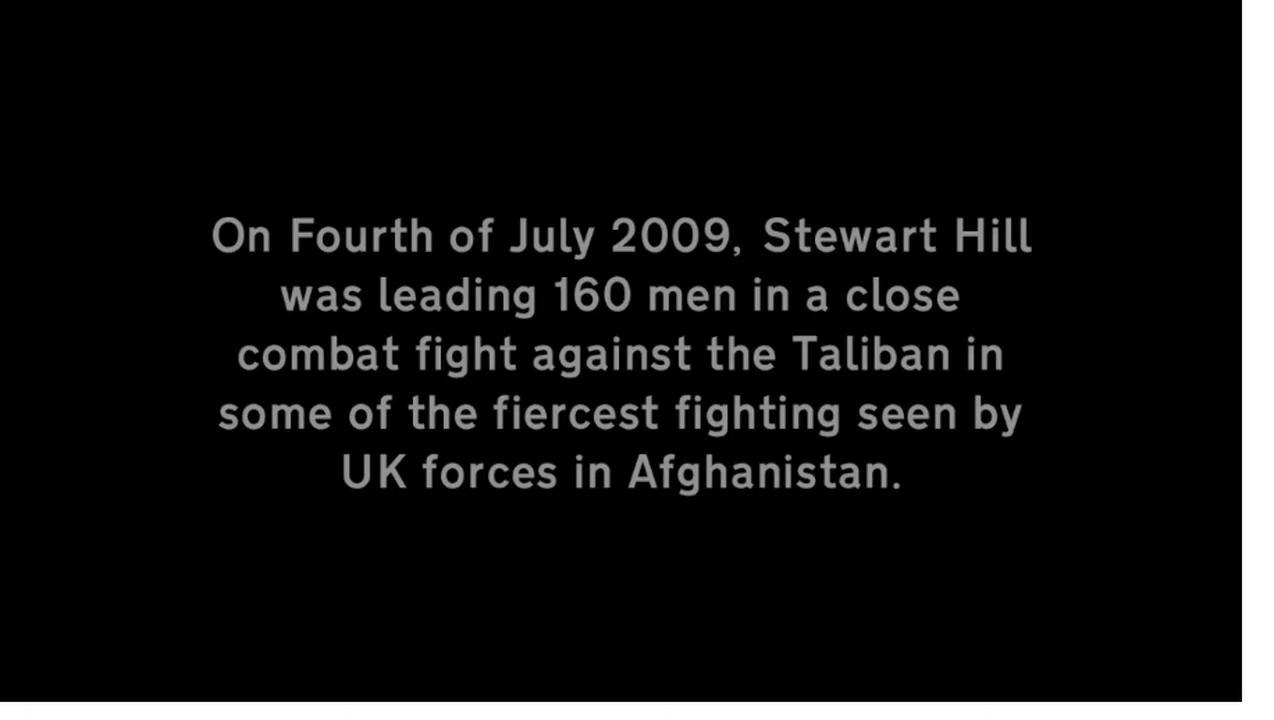 On Fourth of July 2009, Stewart Hill
was leading 160 men in a close
combat fight against the Taliban in
some of the fiercest fighting seen by
UK forces in Afghanistan.